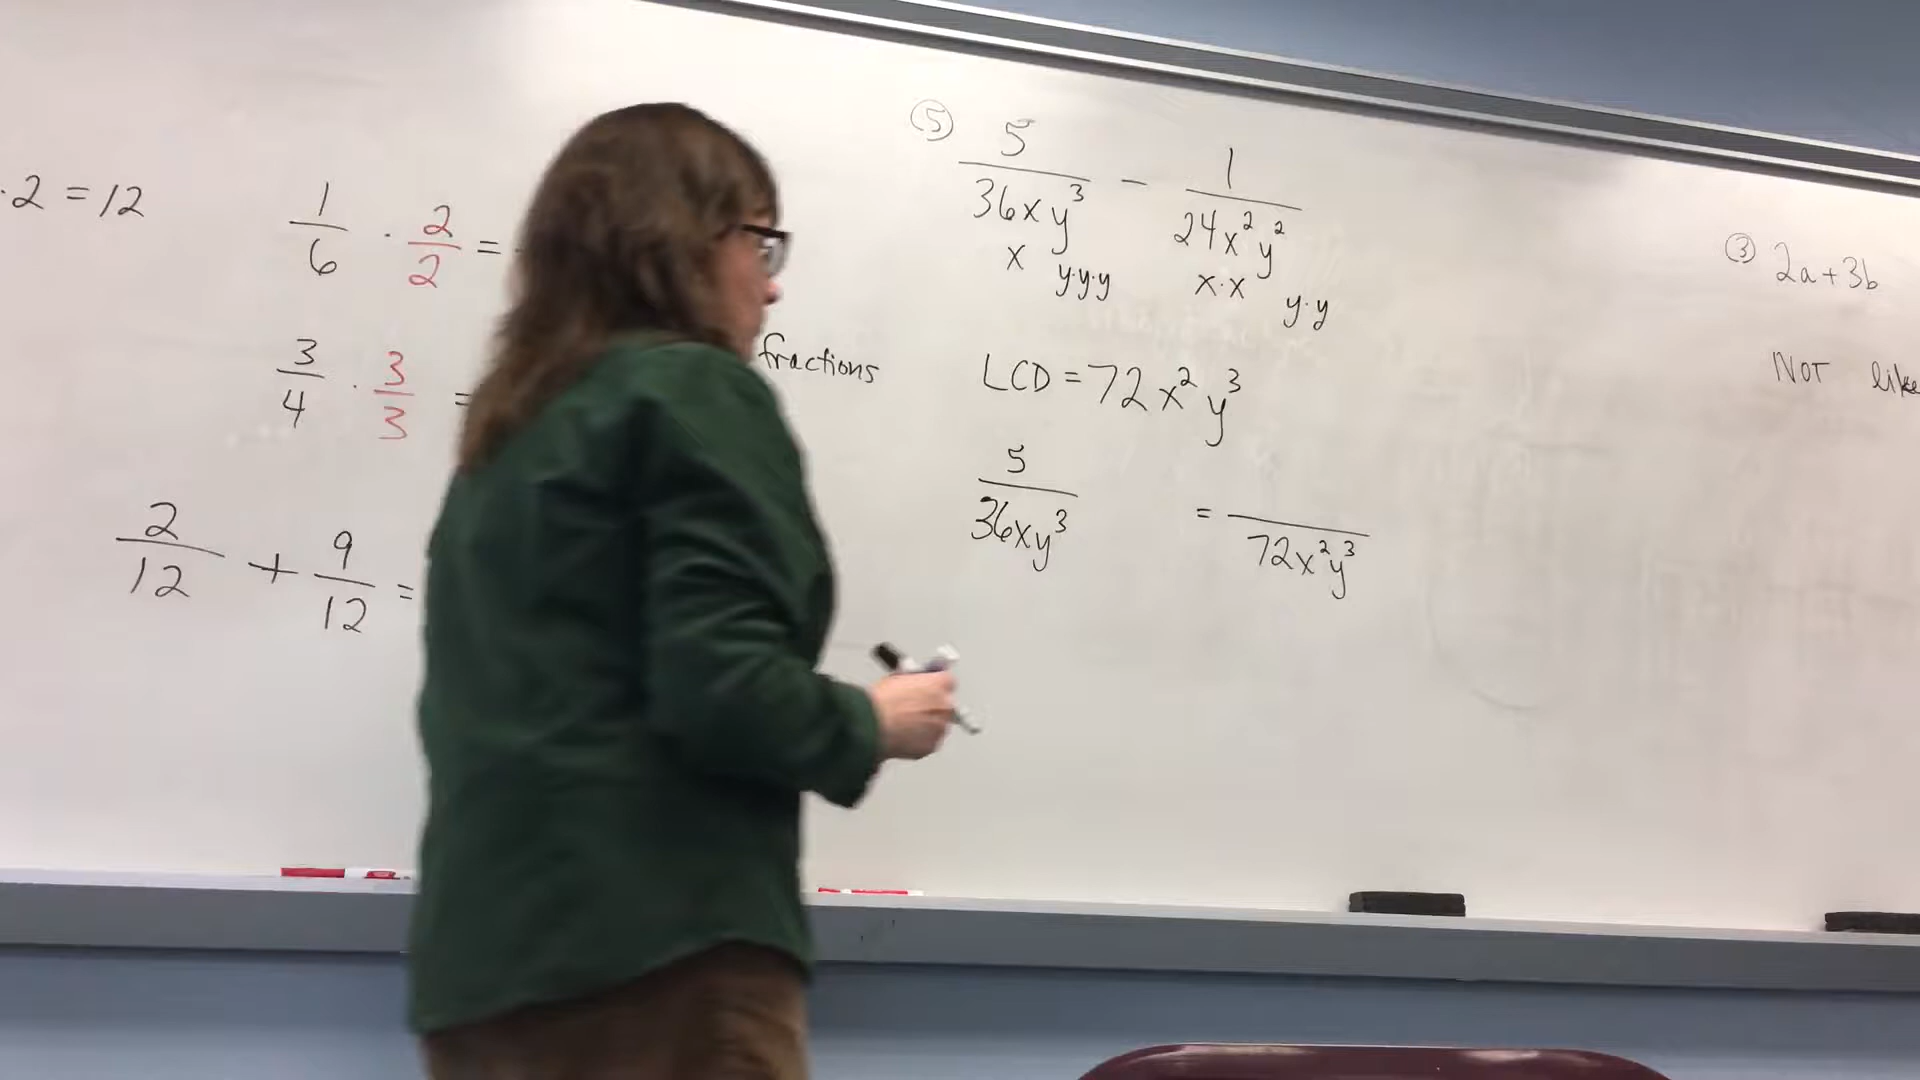 · 2 = 12
1/6 · 2/2 =
3/4 · 3/3 =
fractions
2/12 + 9/12 =
⑤ 5/36xy³ - 1/24x²y²
x y·y·y x·x y·y
LCD = 72x²y³
5/36xy³ = /72x²y³
③ 2a+3b
NOT like